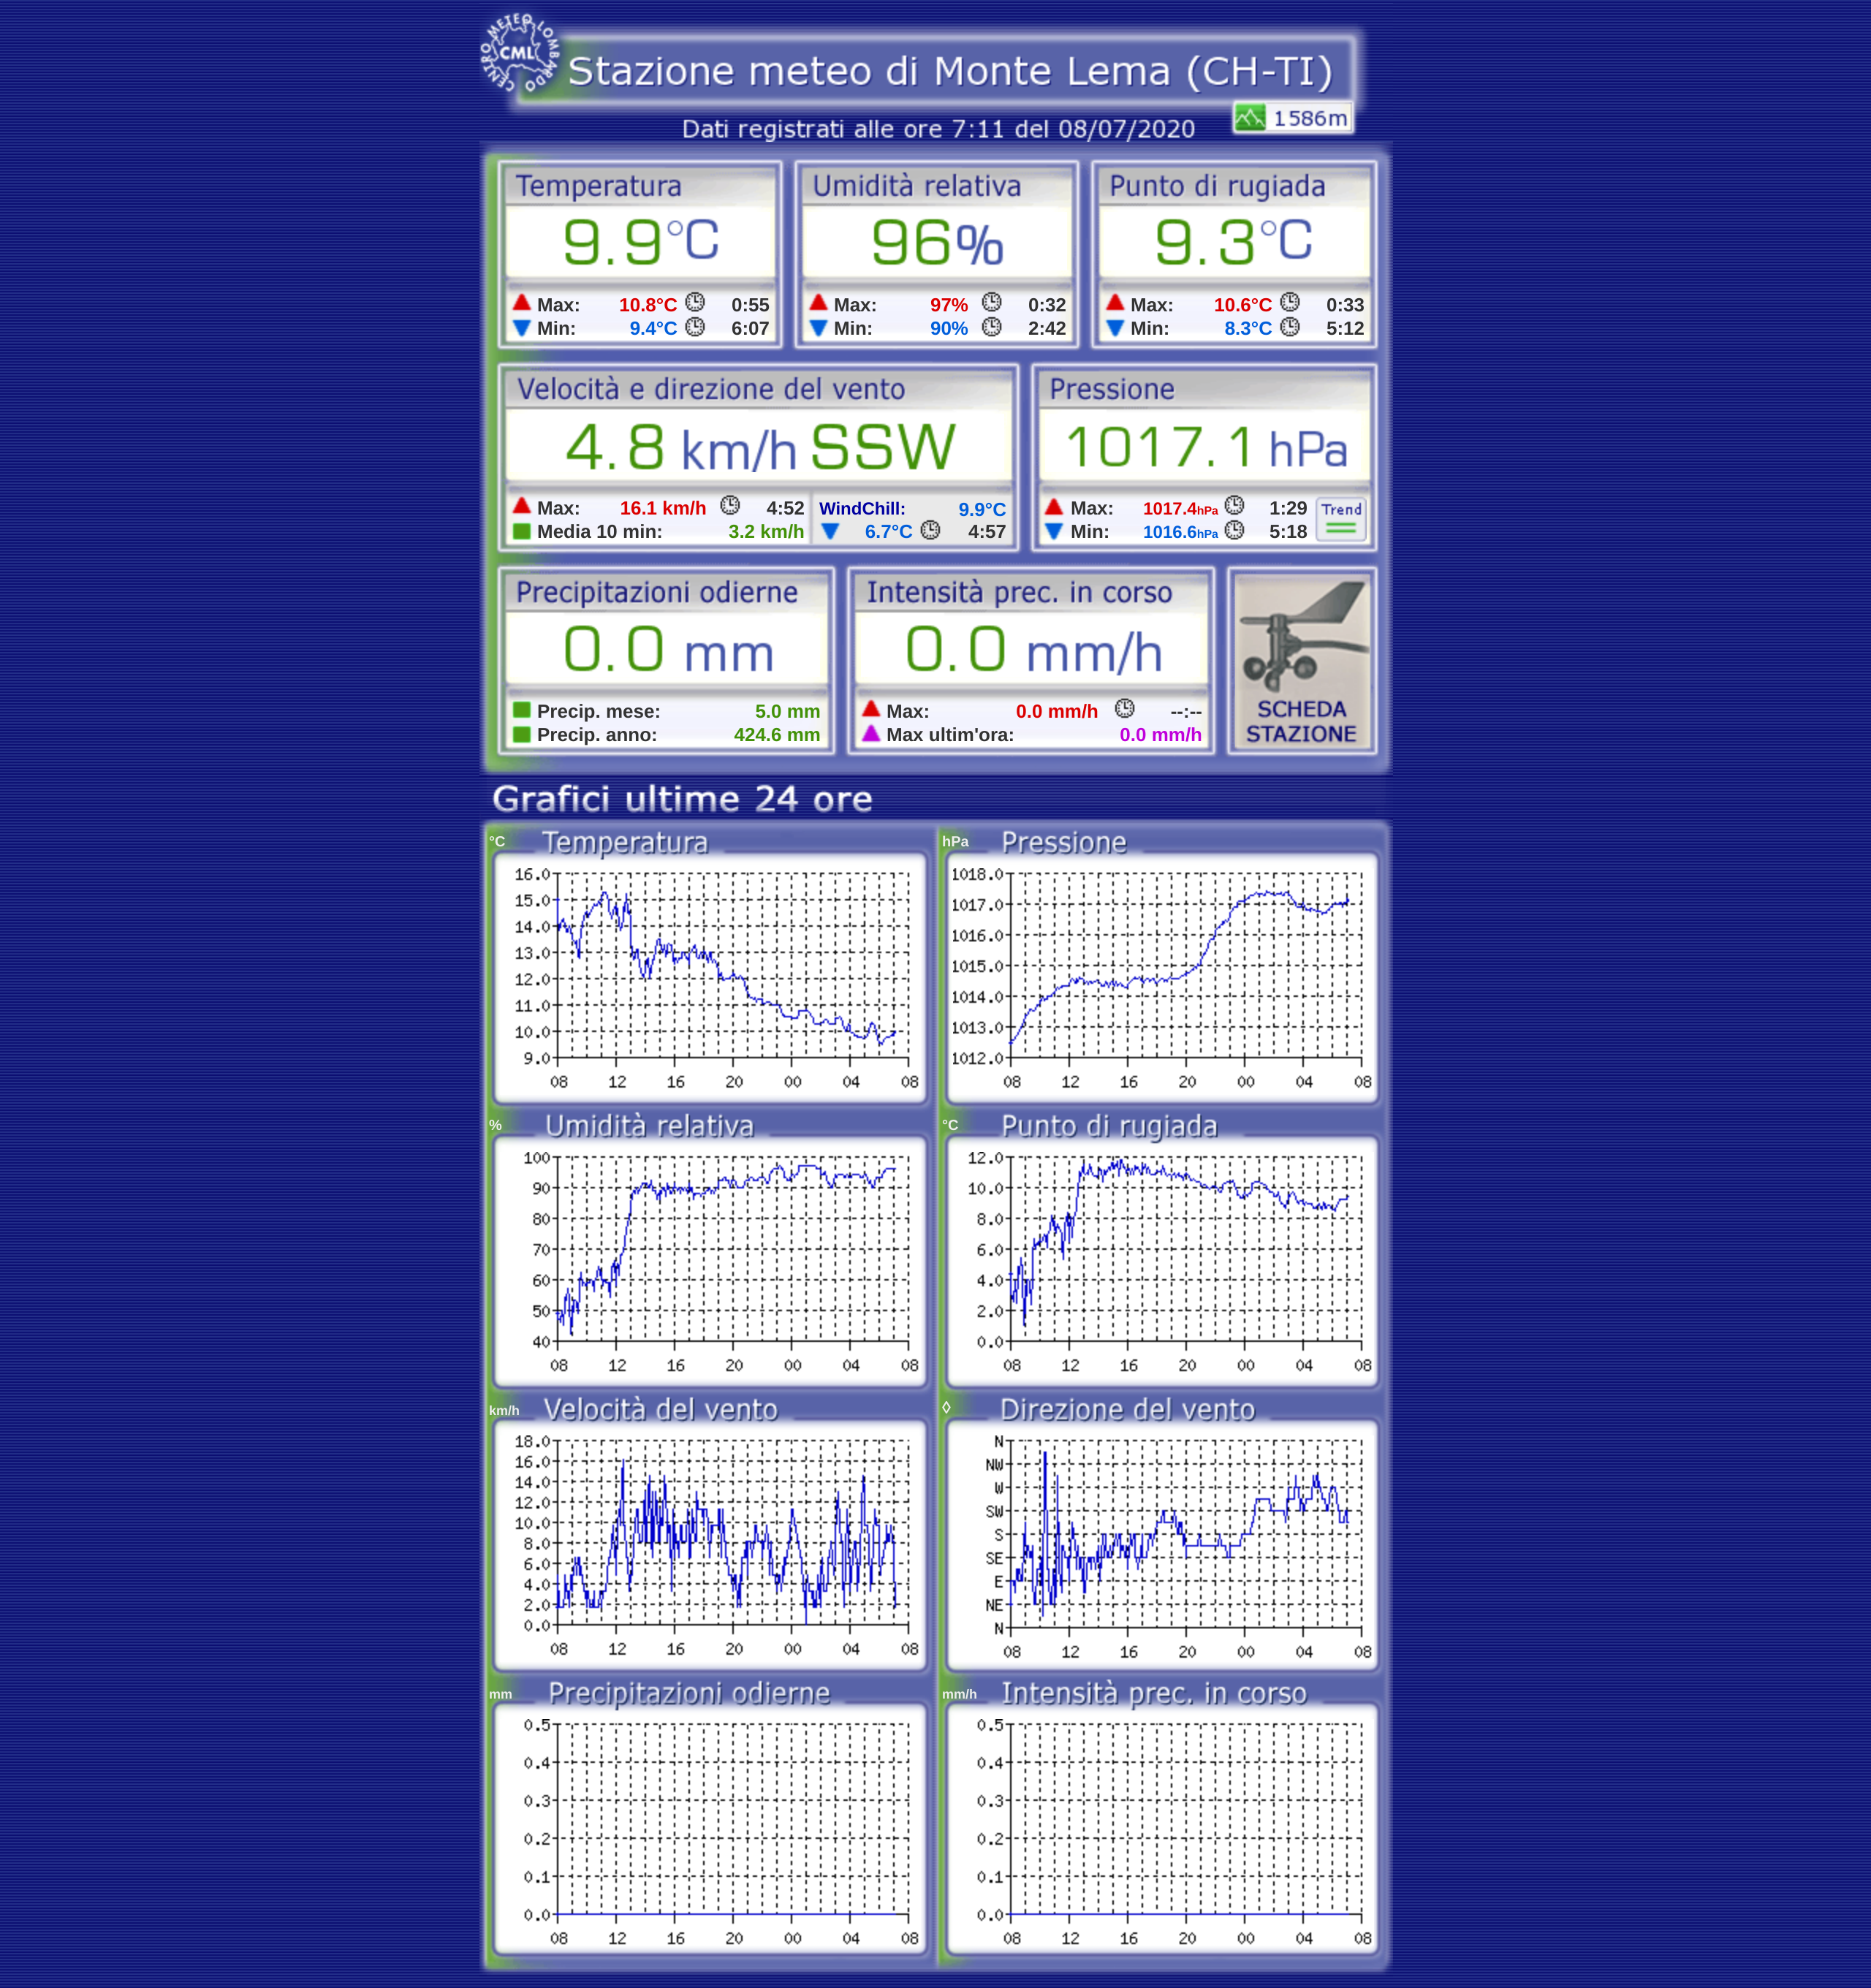 CENTRO METEO LOMBARDO
CML
Stazione meteo di Monte Lema (CH-TI)
1586m
Dati registrati alle ore 7:11 del 08/07/2020
Temperatura
9.9°C
Max: 10.8°C 0:55
Min: 9.4°C 6:07
Umidità relativa
96%
Max: 97% 0:32
Min: 90% 2:42
Punto di rugiada
9.3°C
Max: 10.6°C 0:33
Min: 8.3°C 5:12
Velocità e direzione del vento
4.8 km/h SSW
Max: 16.1 km/h 4:52
Media 10 min: 3.2 km/h
WindChill: 9.9°C
6.7°C 4:57
Pressione
1017.1 hPa
Max: 1017.4hPa 1:29
Min: 1016.6hPa 5:18
Trend
Precipitazioni odierne
0.0 mm
Precip. mese: 5.0 mm
Precip. anno: 424.6 mm
Intensità prec. in corso
0.0 mm/h
Max: 0.0 mm/h --:--
Max ultim'ora: 0.0 mm/h
SCHEDA
STAZIONE
Grafici ultime 24 ore
°C Temperatura
16.0
15.0
14.0
13.0
12.0
11.0
10.0
9.0
08 12 16 20 00 04 08
hPa Pressione
1018.0
1017.0
1016.0
1015.0
1014.0
1013.0
1012.0
08 12 16 20 00 04 08
% Umidità relativa
100
90
80
70
60
50
40
08 12 16 20 00 04 08
°C Punto di rugiada
12.0
10.0
8.0
6.0
4.0
2.0
0.0
08 12 16 20 00 04 08
km/h Velocità del vento
18.0
16.0
14.0
12.0
10.0
8.0
6.0
4.0
2.0
0.0
08 12 16 20 00 04 08
◊ Direzione del vento
N
NW
W
SW
S
SE
E
NE
N
08 12 16 20 00 04 08
mm Precipitazioni odierne
0.5
0.4
0.3
0.2
0.1
0.0
08 12 16 20 00 04 08
mm/h Intensità prec. in corso
0.5
0.4
0.3
0.2
0.1
0.0
08 12 16 20 00 04 08